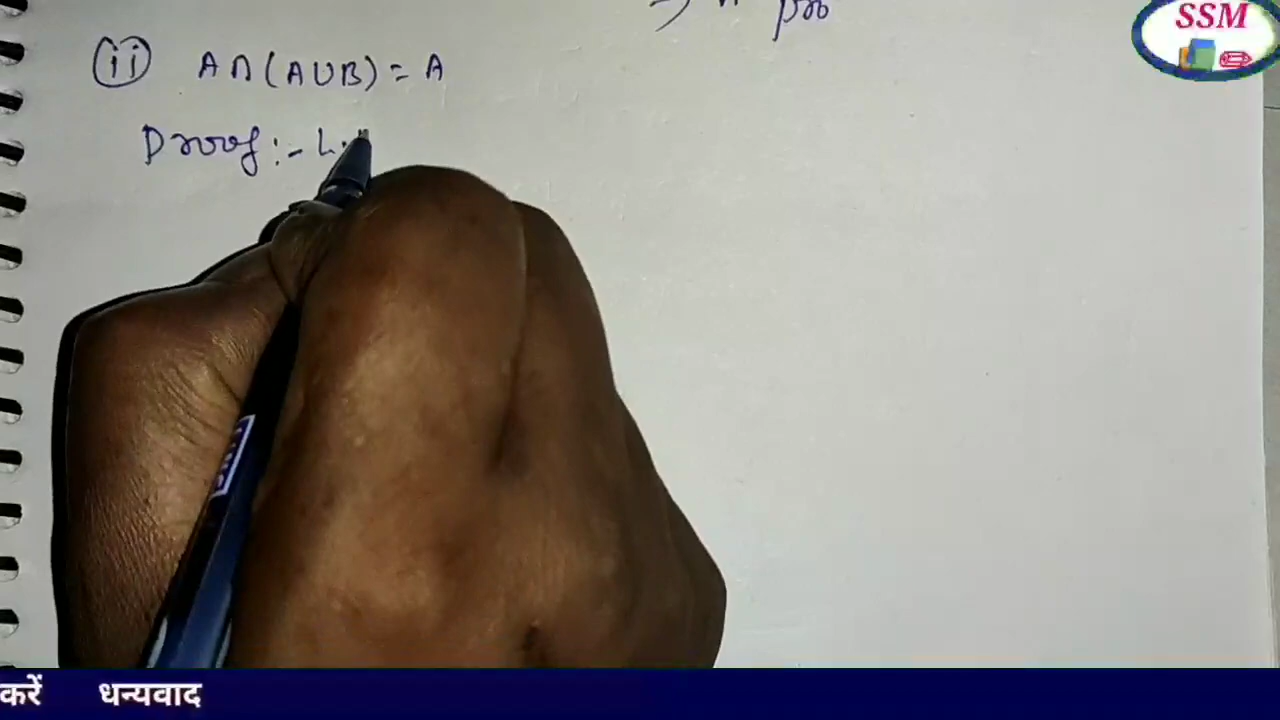 SSM
(ii) A∩(A∪B) = A
Proof:- L.
करें धन्यवाद